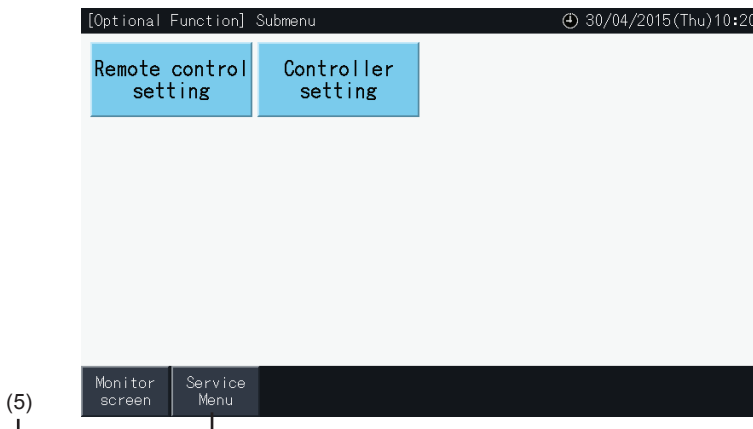 [Optional Function] Submenu 30/04/2015(Thu)10:20
Remote control
setting
Controller
setting
Monitor
screen
Service
Menu
(5)